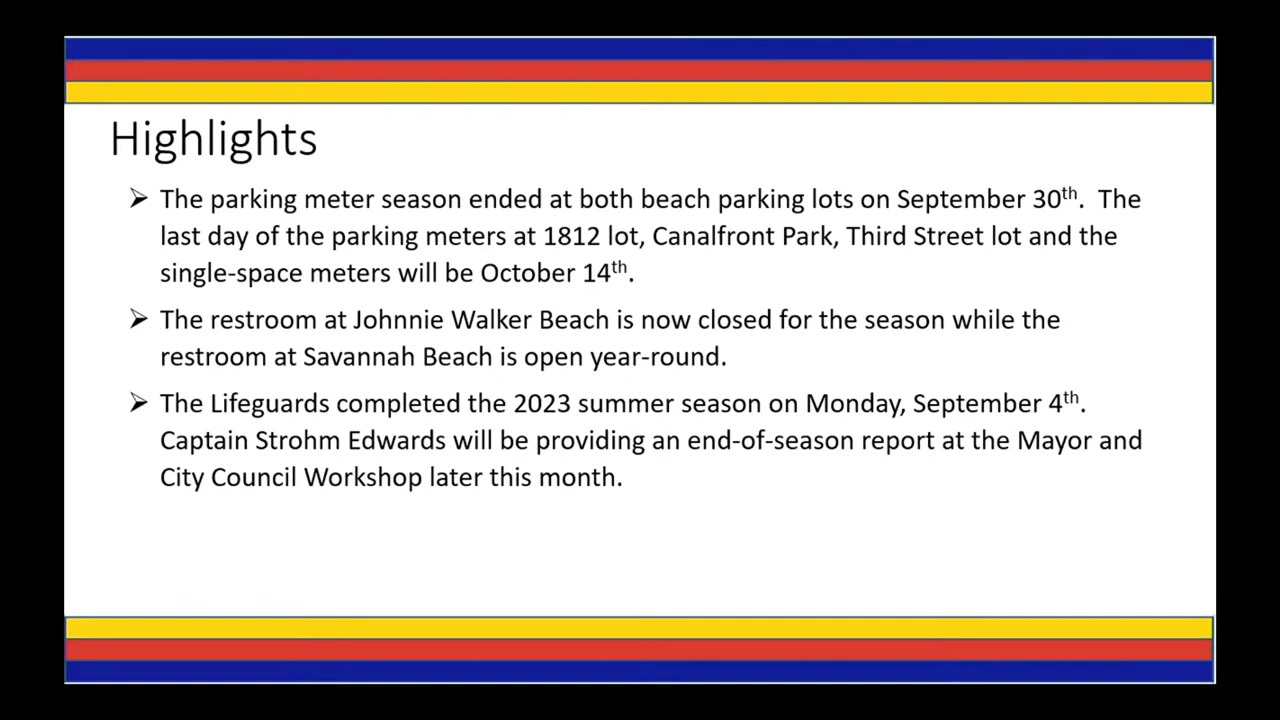 Highlights
➢ The parking meter season ended at both beach parking lots on September 30th. The
last day of the parking meters at 1812 lot, Canalfront Park, Third Street lot and the
single-space meters will be October 14th.
➢ The restroom at Johnnie Walker Beach is now closed for the season while the
restroom at Savannah Beach is open year-round.
➢ The Lifeguards completed the 2023 summer season on Monday, September 4th.
Captain Strohm Edwards will be providing an end-of-season report at the Mayor and
City Council Workshop later this month.